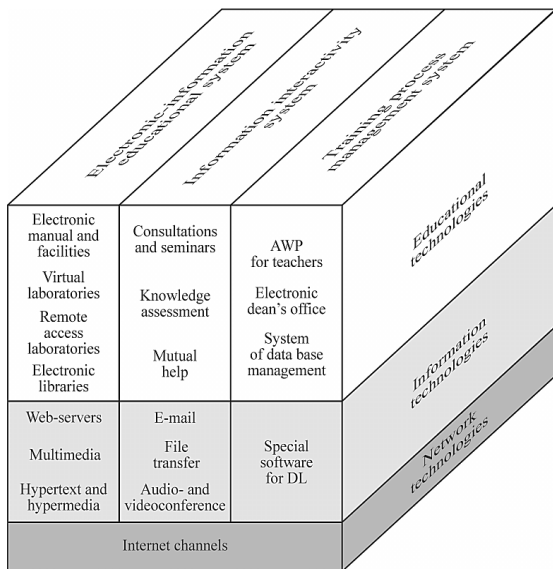 Electronic-information
educational system
Information interactivity
system
Training process
management system
Electronic
manual and
facilities
Virtual
laboratories
Remote
access
laboratories
Electronic
libraries
Consultations
and seminars
Knowledge
assessment
Mutual
help
AWP
for teachers
Electronic
dean's office
System
of data base
management
Educational
technologies
Web-servers
Multimedia
Hypertext and
hypermedia
E-mail
File
transfer
Audio- and
videoconference
Special
software
for DL
Information
technologies
Internet channels
Network
technologies